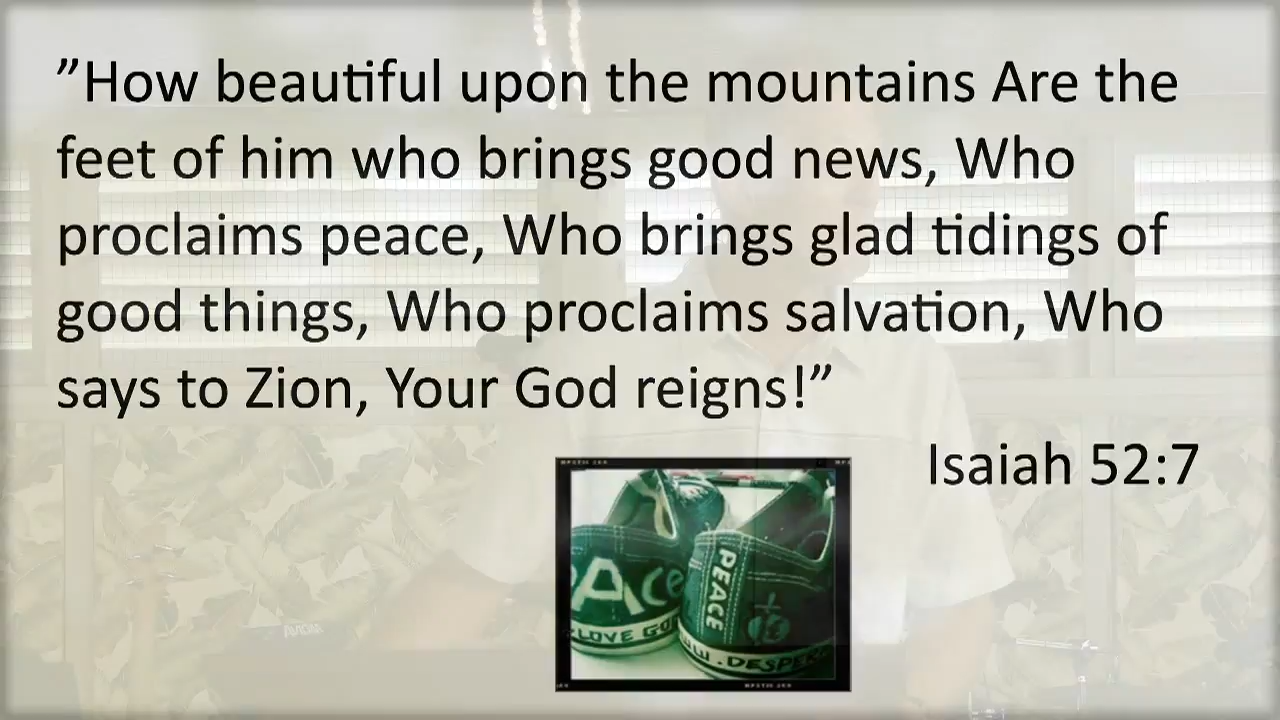 ”How beautiful upon the mountains Are the
feet of him who brings good news, Who
proclaims peace, Who brings glad tidings of
good things, Who proclaims salvation, Who
says to Zion, Your God reigns!”
Isaiah 52:7
PEACE
LOVE GO
.DESPER